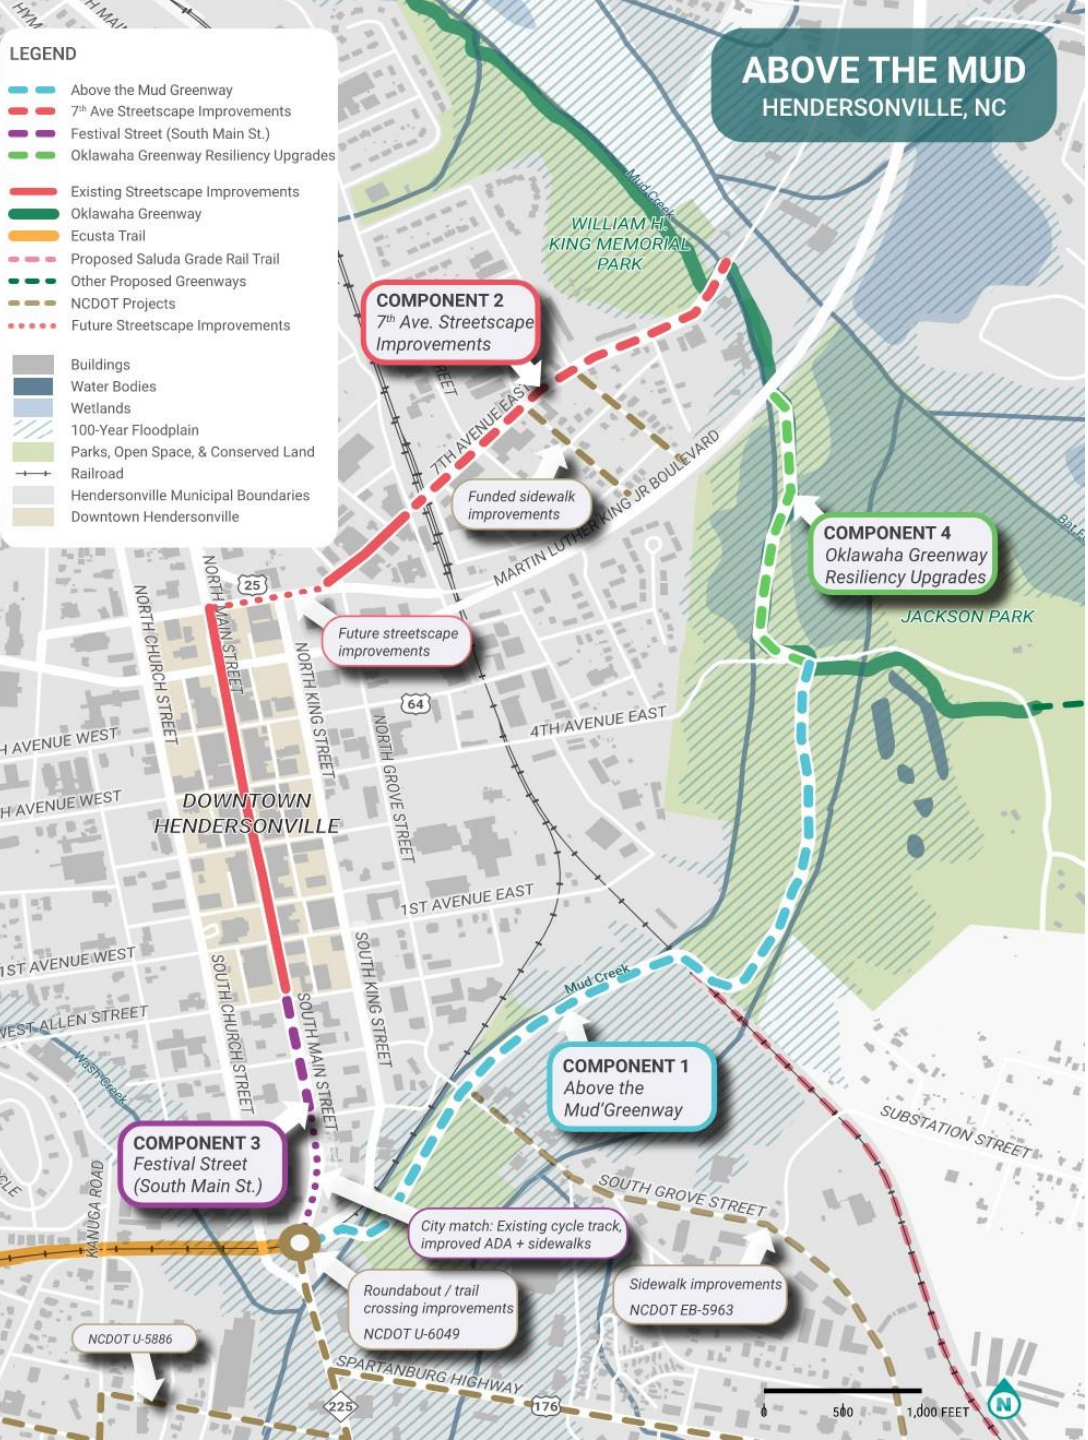 ABOVE THE MUD
HENDERSONVILLE, NC
LEGEND
Above the Mud Greenway
7th Ave Streetscape Improvements
Festival Street (South Main St.)
Oklawaha Greenway Resiliency Upgrades
Existing Streetscape Improvements
Oklawaha Greenway
Ecusta Trail
Proposed Saluda Grade Rail Trail
Other Proposed Greenways
NCDOT Projects
Future Streetscape Improvements
Buildings
Water Bodies
Wetlands
100-Year Floodplain
Parks, Open Space, & Conserved Land
Railroad
Hendersonville Municipal Boundaries
Downtown Hendersonville
HYM
H MAIN
Mud Creek
WILLIAM H.
KING MEMORIAL
PARK
COMPONENT 2
7th Ave. Streetscape
Improvements
REET
7TH AVENUE EAST
Funded sidewalk
improvements
MARTIN LUTHER KING JR BOULEVARD
COMPONENT 4
Oklawaha Greenway
Resiliency Upgrades
JACKSON PARK
25
Future streetscape
improvements
NORTH CHURCH STREET
NORTH MAIN STREET
NORTH KING STREET
NORTH GROVE STREET
64
4TH AVENUE EAST
H AVENUE WEST
H AVENUE WEST
DOWNTOWN
HENDERSONVILLE
1ST AVENUE EAST
1ST AVENUE WEST
WEST ALLEN STREET
SOUTH CHURCH STREET
SOUTH MAIN STREET
SOUTH KING STREET
Mud Creek
Wash Creek
COMPONENT 1
Above the
Mud'Greenway
SUBSTATION STREET
COMPONENT 3
Festival Street
(South Main St.)
CLE
KANUGA ROAD
SOUTH GROVE STREET
City match: Existing cycle track,
improved ADA + sidewalks
Roundabout / trail
crossing improvements
NCDOT U-6049
Sidewalk improvements
NCDOT EB-5963
NCDOT U-5886
SPARTANBURG HIGHWAY
225
176
0 500 1,000 FEET
N